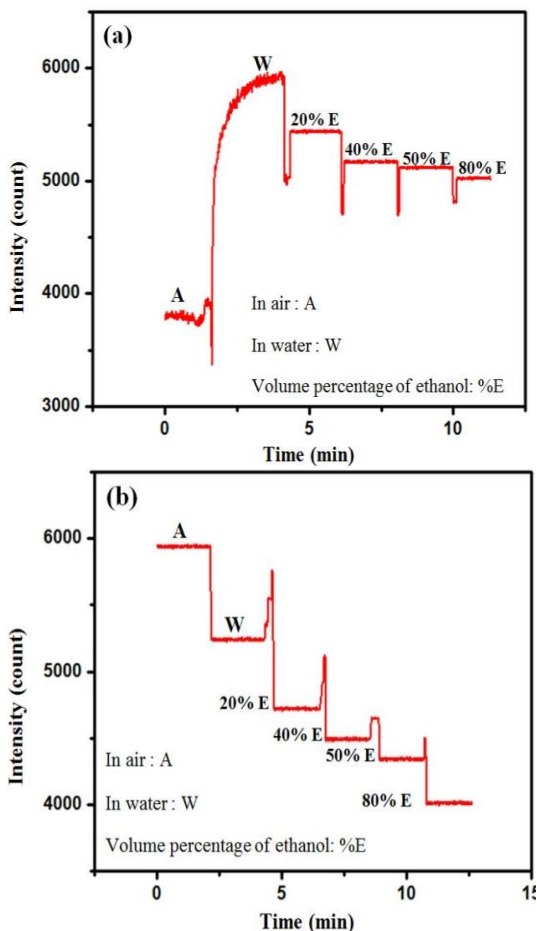 (a)
6000
5000
4000
3000
Intensity (count)
A
W
20% E
40% E
50% E
80% E
In air : A
In water : W
Volume percentage of ethanol: %E
0
5
10
Time (min)
(b)
6000
5000
4000
Intensity (count)
A
W
20% E
40% E
50% E
80% E
In air : A
In water : W
Volume percentage of ethanol: %E
0
5
10
15
Time (min)